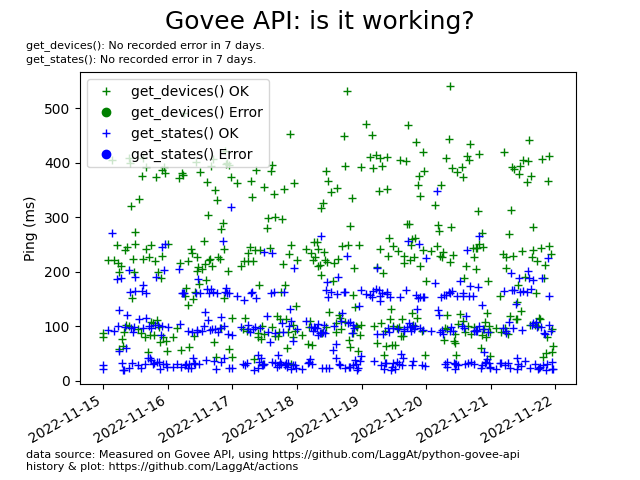 Govee API: is it working?
get_devices(): No recorded error in 7 days.
get_states(): No recorded error in 7 days.
get_devices() OK
get_devices() Error
get_states() OK
get_states() Error
Ping (ms)
500
400
300
200
100
0
2022-11-15
2022-11-16
2022-11-17
2022-11-18
2022-11-19
2022-11-20
2022-11-21
2022-11-22
data source: Measured on Govee API, using https://github.com/LaggAt/python-govee-api
history & plot: https://github.com/LaggAt/actions